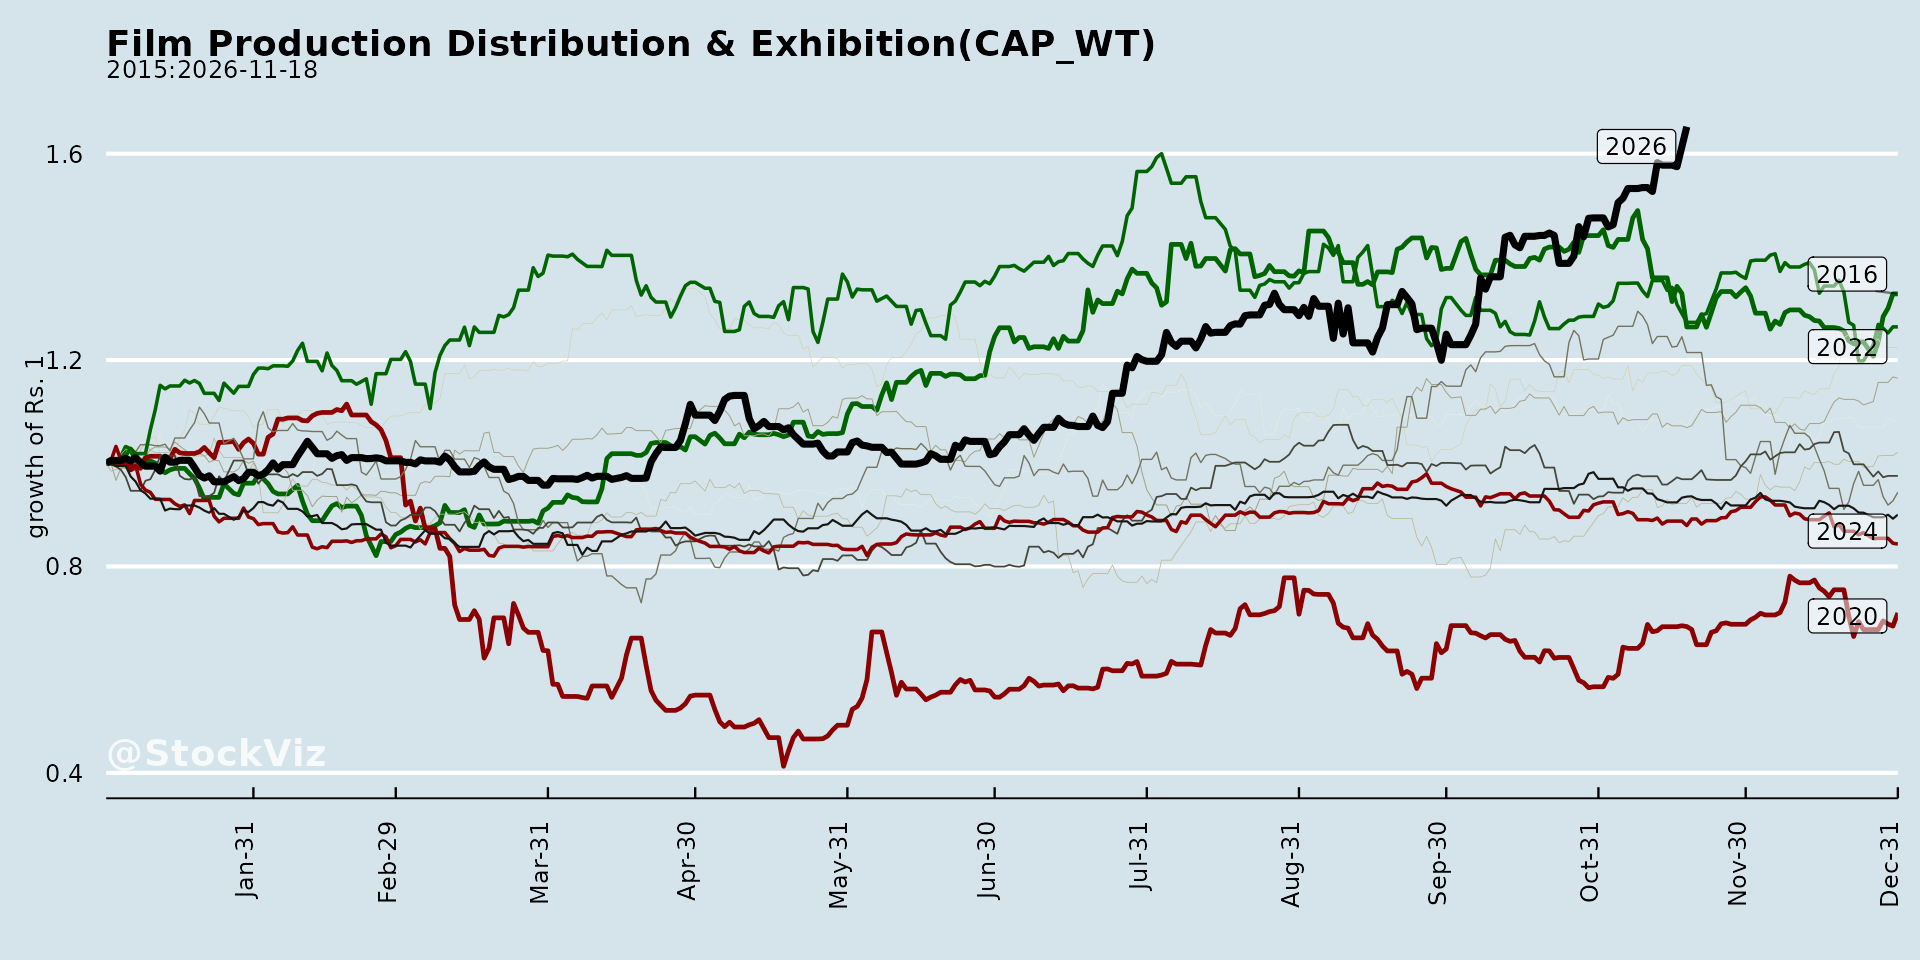 Film Production Distribution & Exhibition(CAP_WT)
2015:2026-11-18
growth of Rs. 1
1.6
1.2
0.8
0.4
2026
2016
2022
2024
2020
@StockViz
Jan-31
Feb-29
Mar-31
Apr-30
May-31
Jun-30
Jul-31
Aug-31
Sep-30
Oct-31
Nov-30
Dec-31